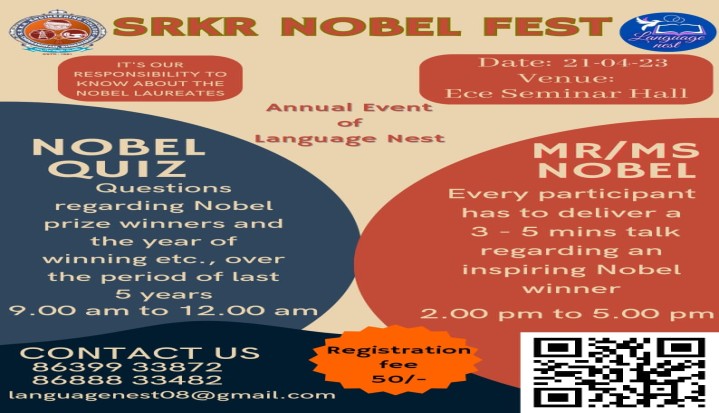 SRKR NOBEL FEST
Language
nest
IT'S OUR
RESPONSIBILITY TO
KNOW ABOUT THE
NOBEL LAUREATES
Date: 21-04-23
Venue:
Ece Seminar Hall
Annual Event
of
Language Nest
NOBEL
QUIZ
Questions
regarding Nobel
prize winners and
the year of
winning etc., over
the period of last
5 years
9.00 am to 12.00 am
MR/MS
NOBEL
Every participant
has to deliver a
3 - 5 mins talk
regarding an
inspiring Nobel
winner
2.00 pm to 5.00 pm
CONTACT US
86399 33872
86888 33482
languagenest08@gmail.com
Registration
fee
50/-